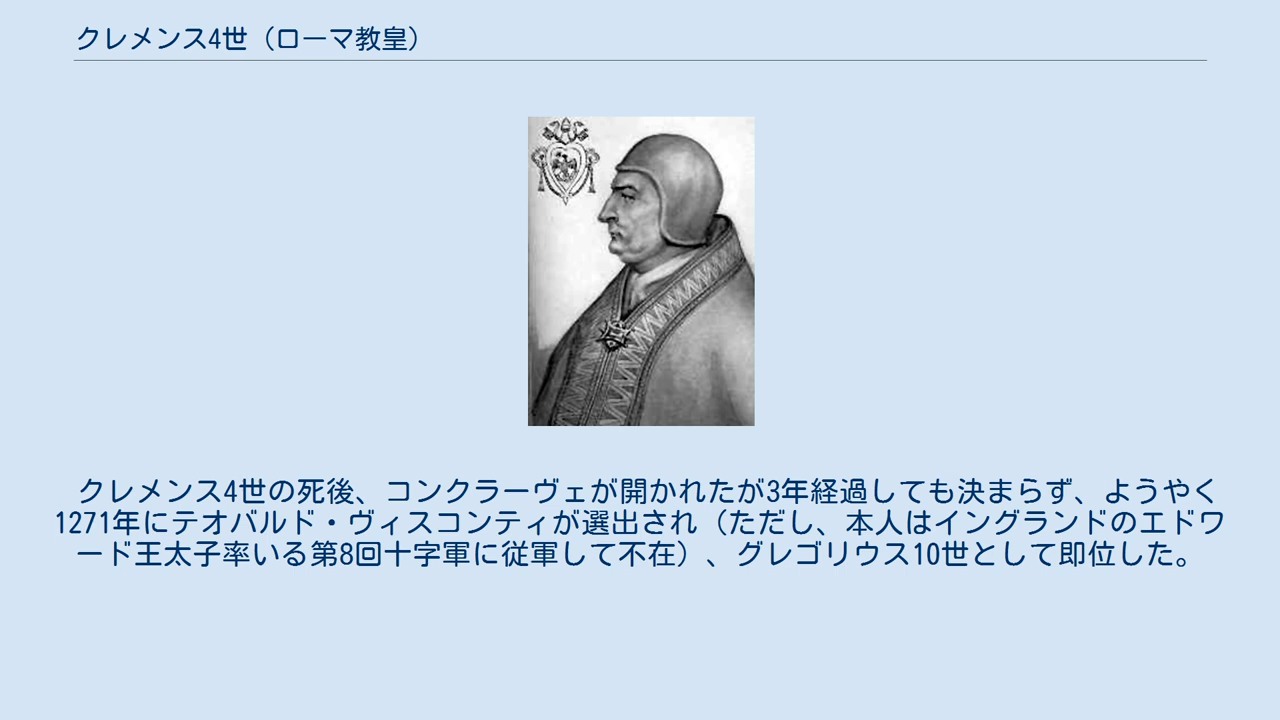 クレメンス4世（ローマ教皇）
クレメンス4世の死後、コンクラーヴェが開かれたが3年経過しても決まらず、ようやく
1271年にテオバルド・ヴィスコンティが選出され（ただし、本人はイングランドのエドワ
ード王太子率いる第8回十字軍に従軍して不在）、グレゴリウス10世として即位した。